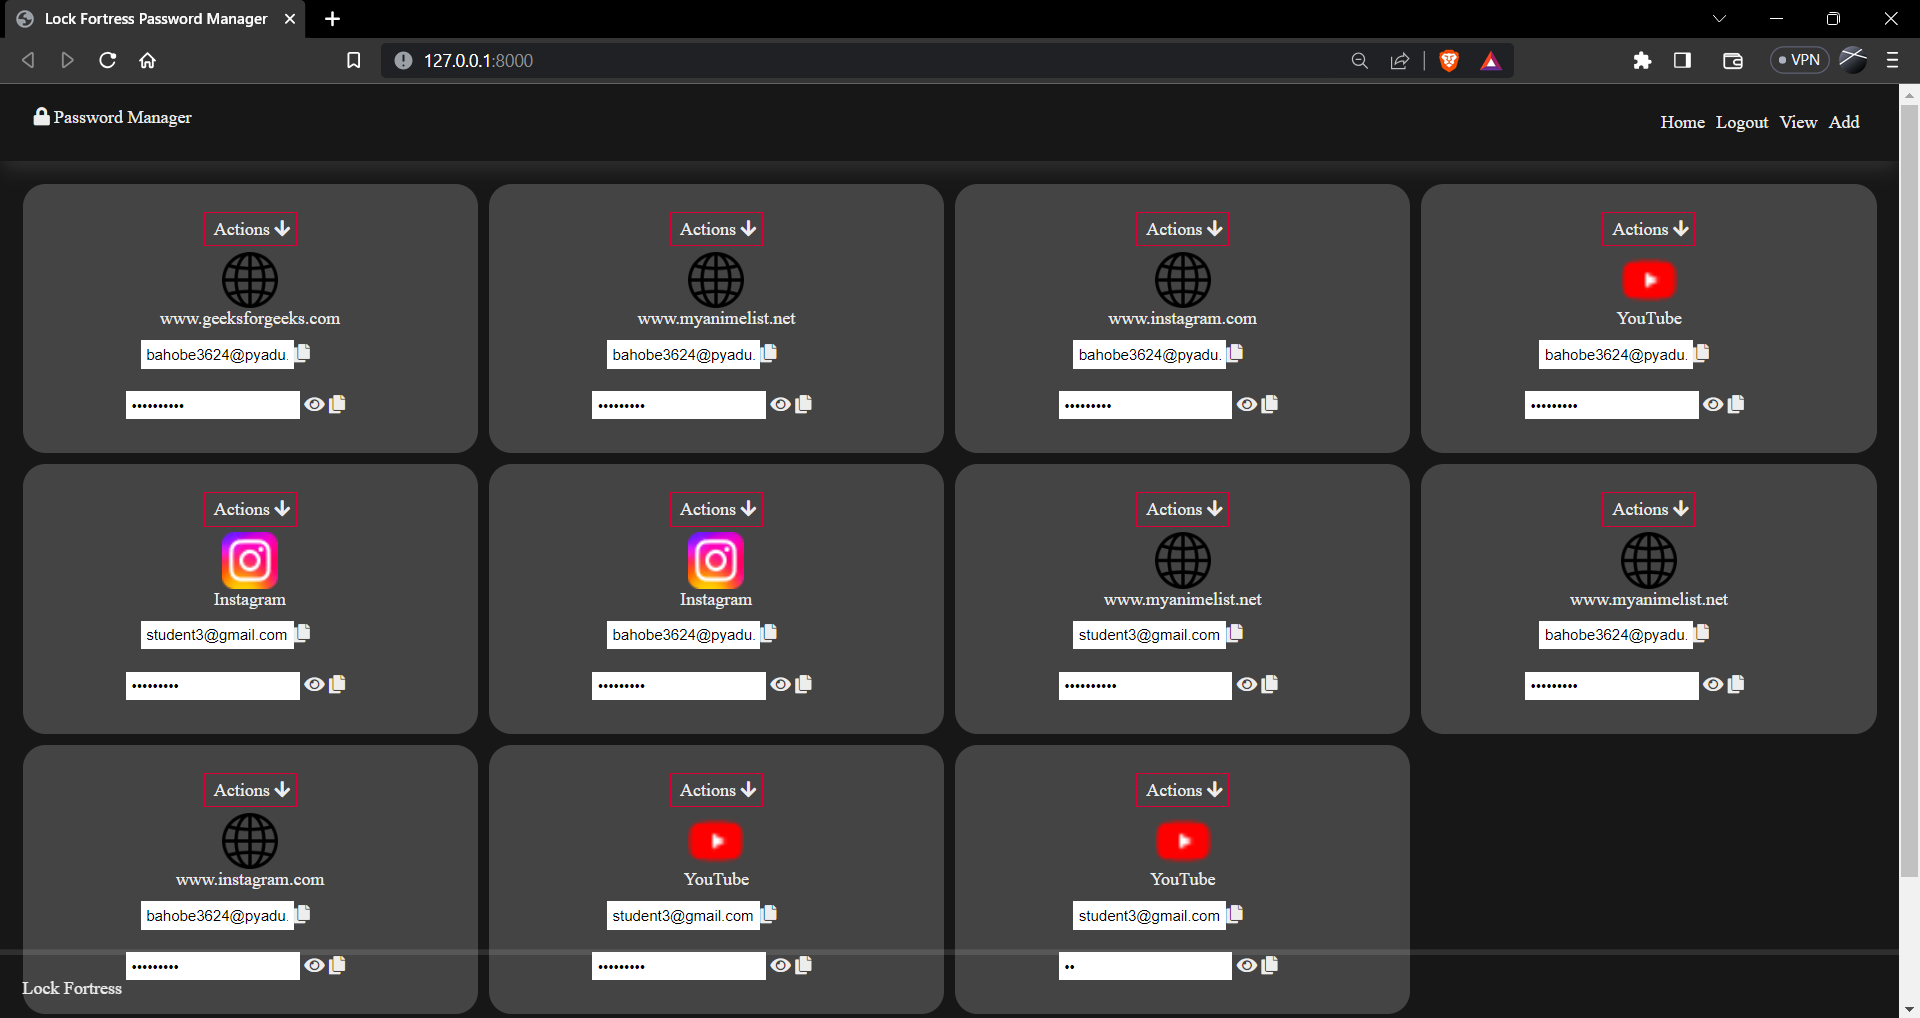 Lock Fortress Password Manager
127.0.0.1:8000
VPN
Password Manager
Home Logout View Add
Actions Actions Actions Actions
www.geeksforgeeks.com www.myanimelist.net www.instagram.com YouTube
bahobe3624@pyadu. bahobe3624@pyadu. bahobe3624@pyadu. bahobe3624@pyadu.
•••••••••• ••••••••• ••••••••• •••••••••
Actions Actions Actions Actions
Instagram Instagram www.myanimelist.net www.myanimelist.net
student3@gmail.com bahobe3624@pyadu. student3@gmail.com bahobe3624@pyadu.
••••••••• ••••••••• •••••••••• •••••••••
Actions Actions Actions
www.instagram.com YouTube YouTube
bahobe3624@pyadu. student3@gmail.com student3@gmail.com
••••••••• ••••••••• ••
Lock Fortress